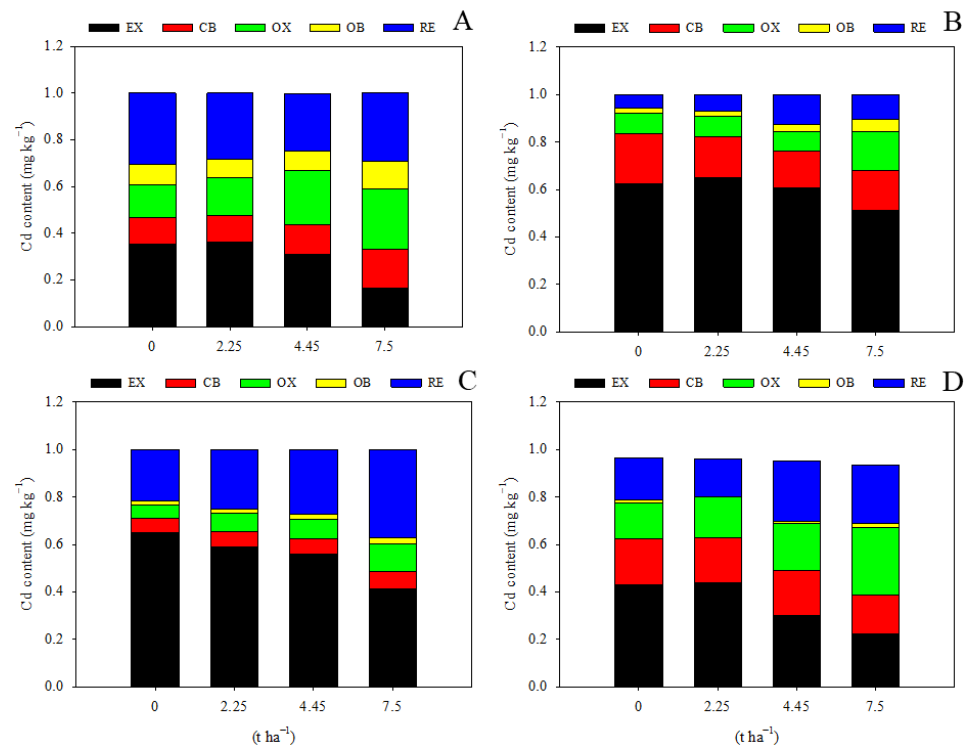 EX CB OX OB RE A
1.2
1.0
0.8
0.6
0.4
0.2
0.0
Cd content (mg kg⁻¹)
0 2.25 4.45 7.5
EX CB OX OB RE B
1.2
1.0
0.8
0.6
0.4
0.2
0.0
Cd content (mg kg⁻¹)
0 2.25 4.45 7.5
EX CB OX OB RE C
1.2
1.0
0.8
0.6
0.4
0.2
0.0
Cd content (mg kg⁻¹)
0 2.25 4.45 7.5
(t ha⁻¹)
EX CB OX OB RE D
1.2
1.0
0.8
0.6
0.4
0.2
0.0
Cd content (mg kg⁻¹)
0 2.25 4.45 7.5
(t ha⁻¹)